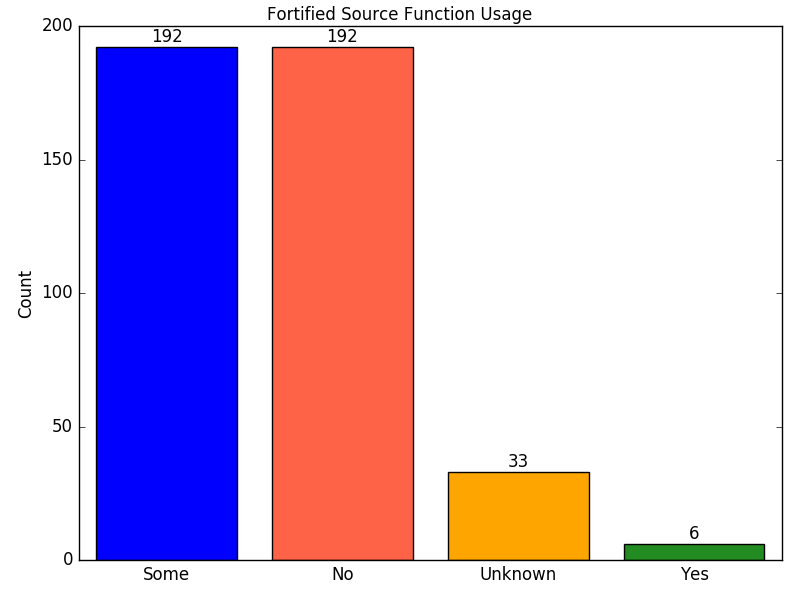 Fortified Source Function Usage
200
192
192
150
Count
100
50
33
6
0
Some
No
Unknown
Yes